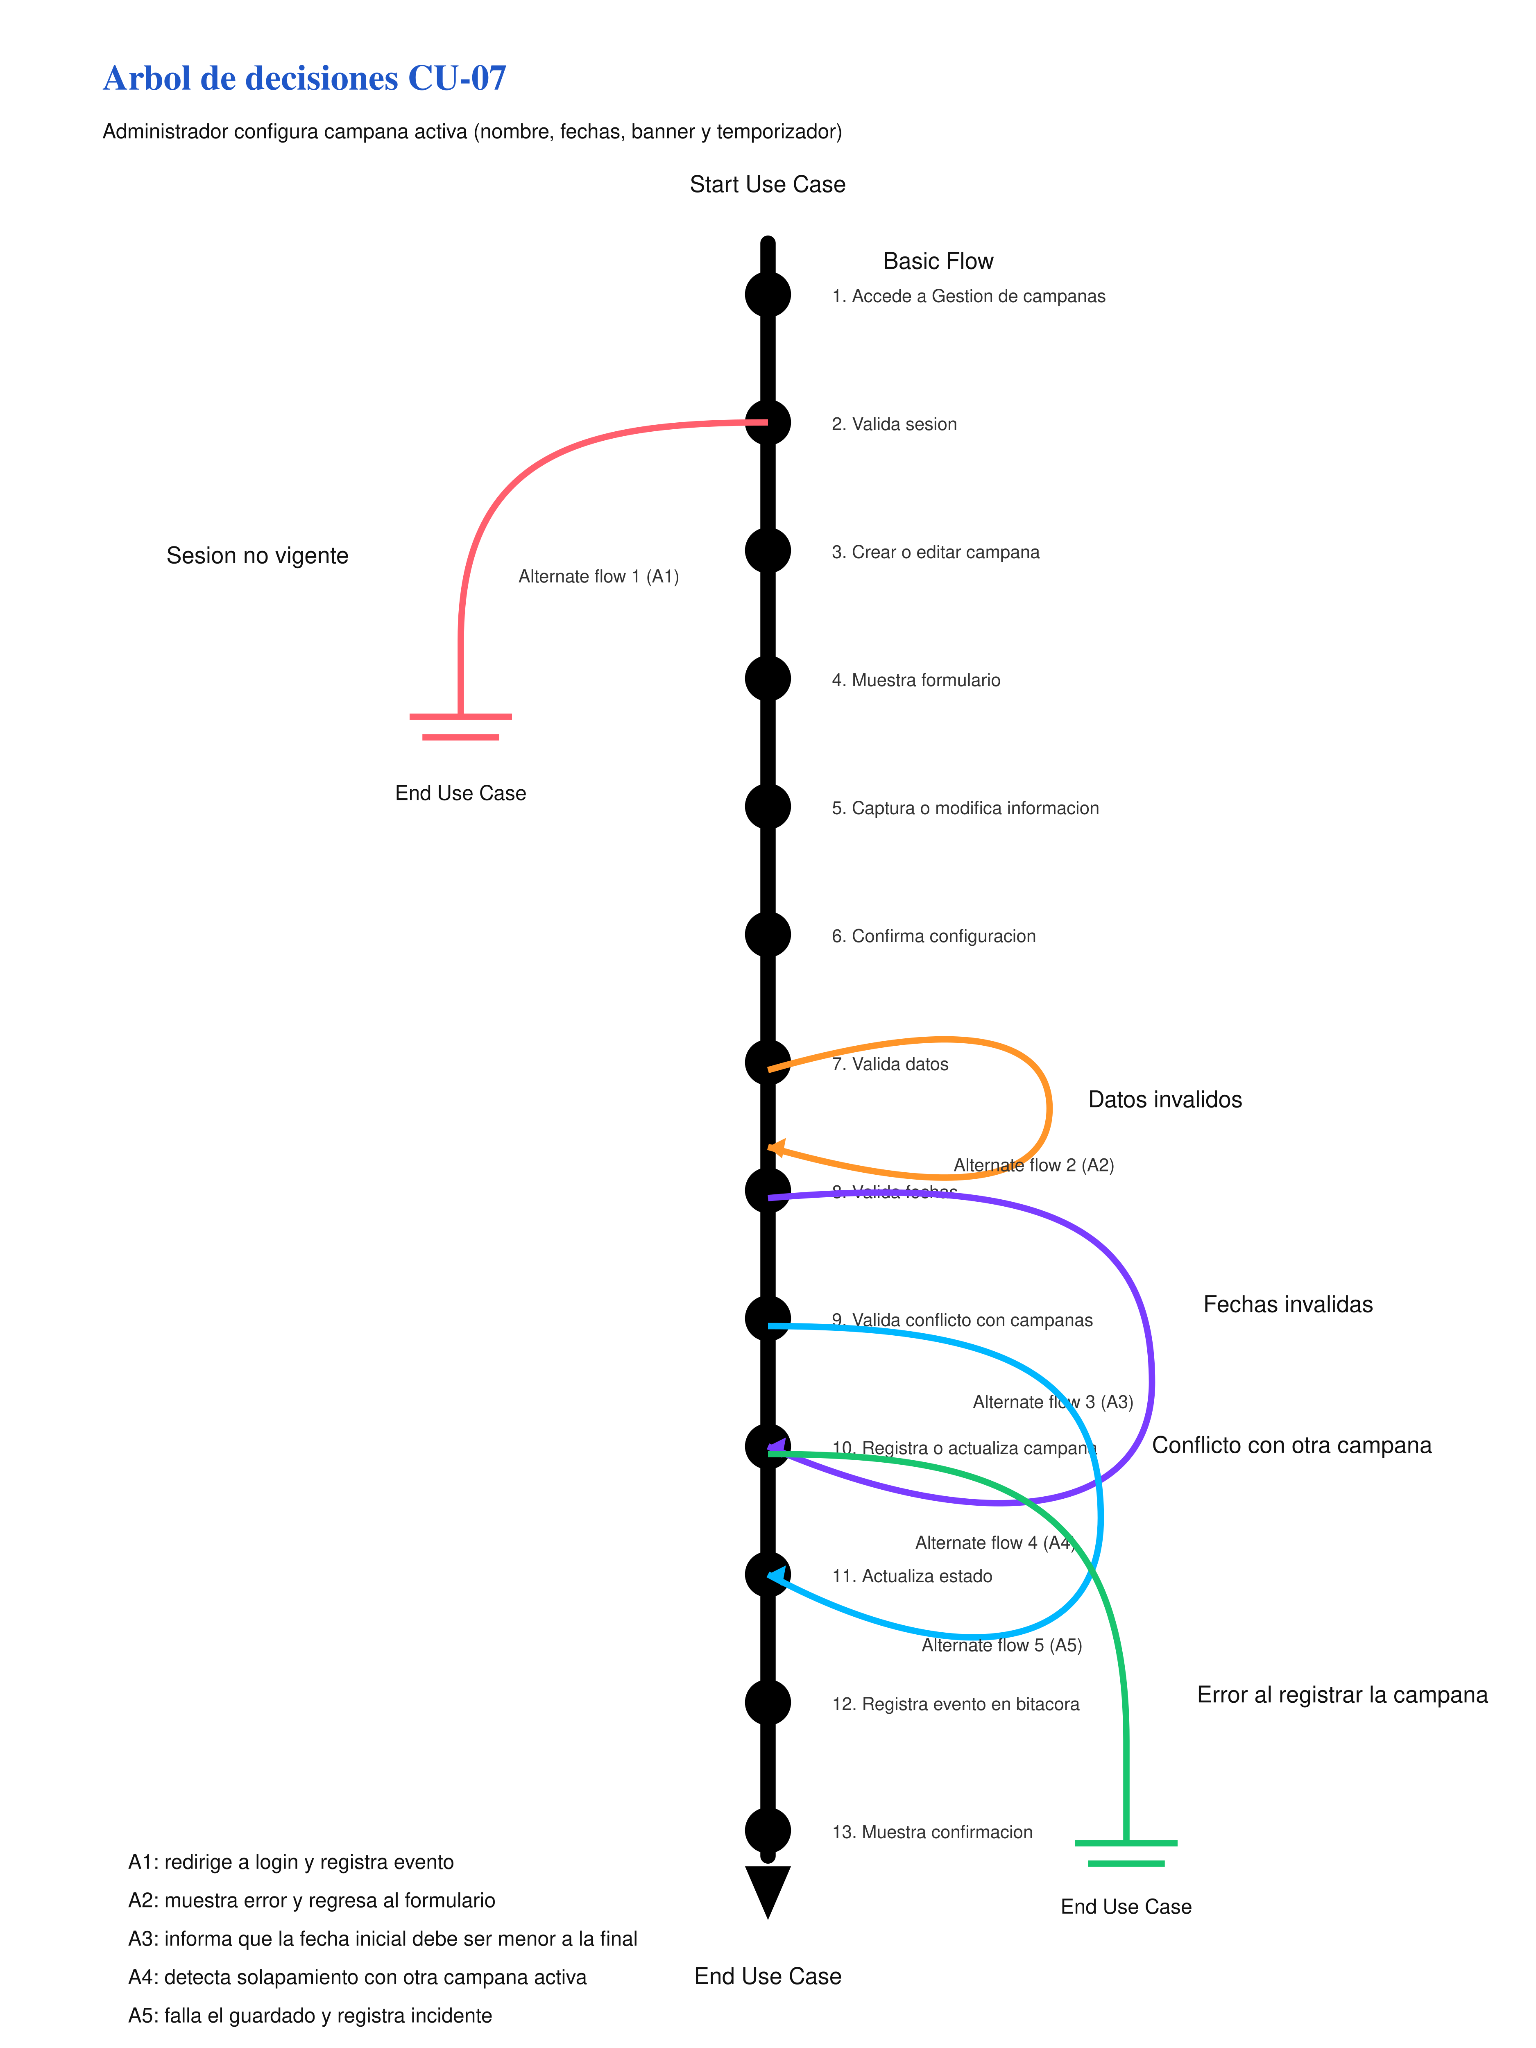 Arbol de decisiones CU-07
Administrador configura campana activa (nombre, fechas, banner y temporizador)
Start Use Case
Basic Flow
1. Accede a Gestion de campanas
2. Valida sesion
3. Crear o editar campana
Sesion no vigente
Alternate flow 1 (A1)
4. Muestra formulario
End Use Case
5. Captura o modifica informacion
6. Confirma configuracion
7. Valida datos
Datos invalidos
Alternate flow 2 (A2)
8. Valida fechas
Fechas invalidas
9. Valida conflicto con campanas
Alternate flow 3 (A3)
10. Registra o actualiza campana
Conflicto con otra campana
Alternate flow 4 (A4)
11. Actualiza estado
Alternate flow 5 (A5)
12. Registra evento en bitacora
Error al registrar la campana
13. Muestra confirmacion
End Use Case
A1: redirige a login y registra evento
A2: muestra error y regresa al formulario
A3: informa que la fecha inicial debe ser menor a la final
A4: detecta solapamiento con otra campana activa
A5: falla el guardado y registra incidente
End Use Case